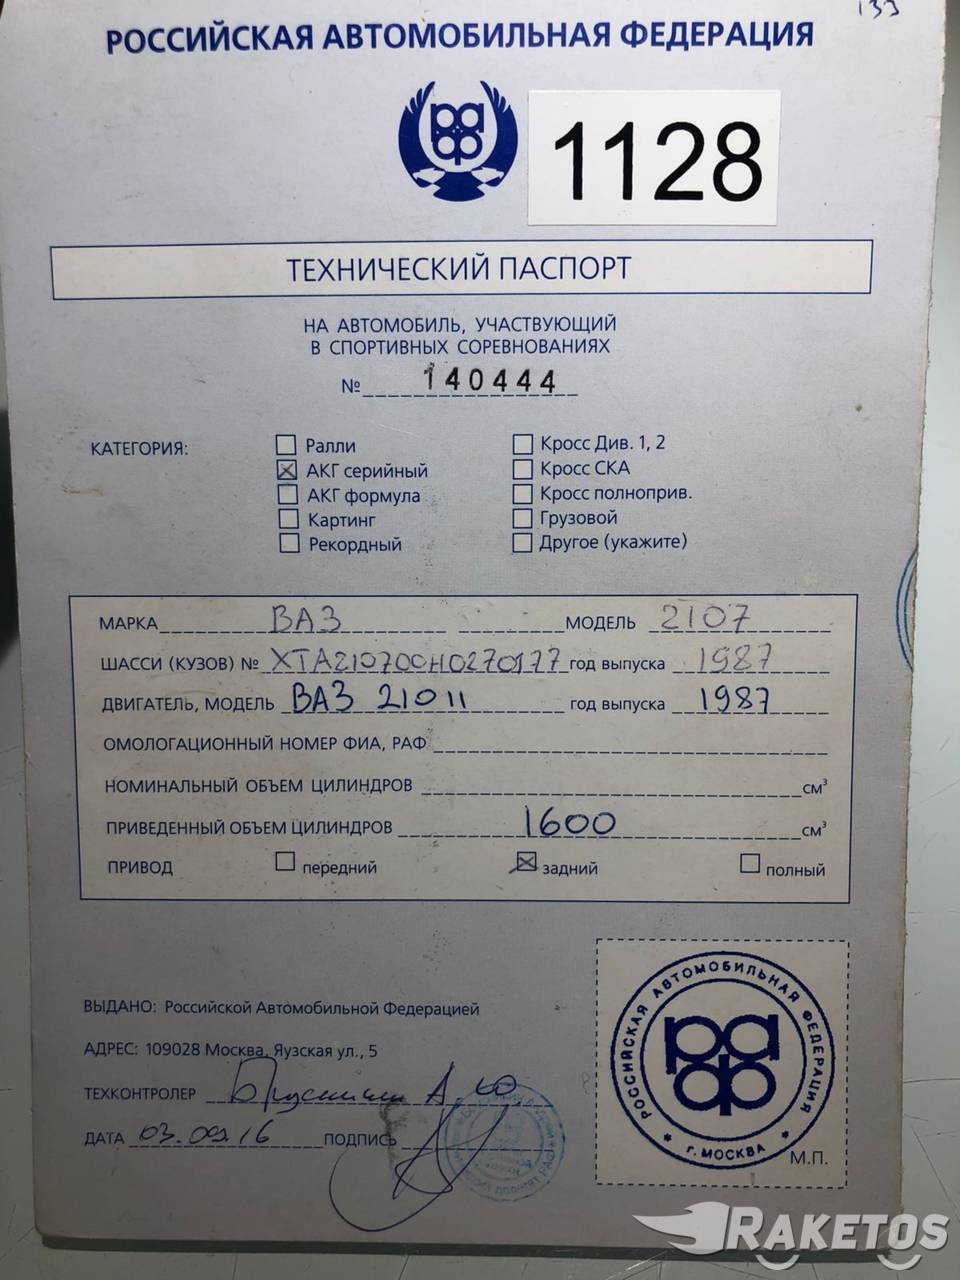 133
РОССИЙСКАЯ АВТОМОБИЛЬНАЯ ФЕДЕРАЦИЯ
раф
1128
ТЕХНИЧЕСКИЙ ПАСПОРТ
НА АВТОМОБИЛЬ, УЧАСТВУЮЩИЙ
В СПОРТИВНЫХ СОРЕВНОВАНИЯХ
№ 140444
КАТЕГОРИЯ:
Ралли
АКГ серийный
АКГ формула
Картинг
Рекордный
Кросс Див. 1, 2
Кросс СКА
Кросс полноприв.
Грузовой
Другое (укажите)
МАРКА ВАЗ МОДЕЛЬ 2107
ШАССИ (КУЗОВ) № XTA210700H0270177 год выпуска 1987
ДВИГАТЕЛЬ, МОДЕЛЬ ВАЗ 21011 год выпуска 1987
ОМОЛОГАЦИОННЫЙ НОМЕР ФИА, РАФ
НОМИНАЛЬНЫЙ ОБЪЕМ ЦИЛИНДРОВ см³
ПРИВЕДЕННЫЙ ОБЪЕМ ЦИЛИНДРОВ 1600 см³
ПРИВОД передний задний полный
ВЫДАНО: Российской Автомобильной Федерацией
АДРЕС: 109028 Москва, Яузская ул., 5
ТЕХКОНТРОЛЕР А.Ю.
ДАТА 03.09.16 ПОДПИСЬ
РОССИЙСКАЯ АВТОМОБИЛЬНАЯ ФЕДЕРАЦИЯ
раф
* г. МОСКВА *
М.П.
RAKETOS